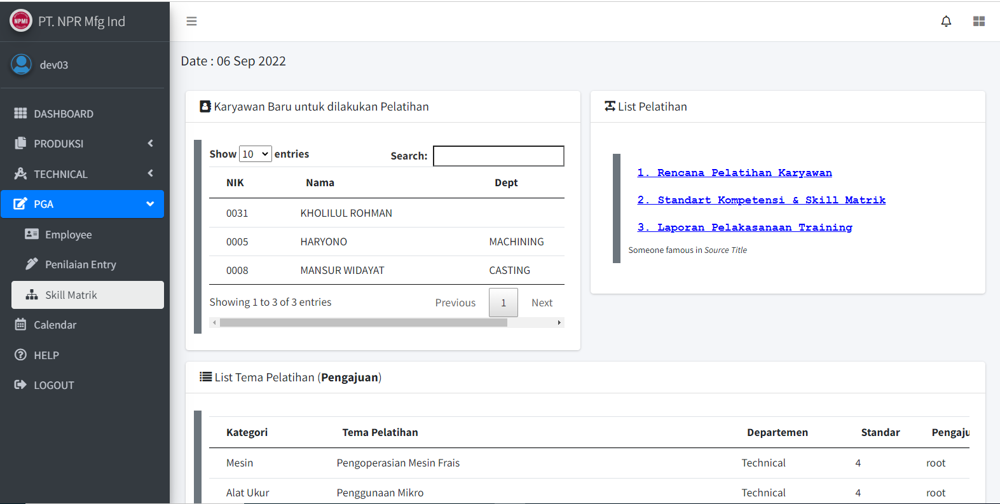 NPMI
PT. NPR Mfg Ind
dev03
DASHBOARD
PRODUKSI
TECHNICAL
PGA
Employee
Penilaian Entry
Skill Matrik
Calendar
HELP
LOGOUT
Date : 06 Sep 2022
Karyawan Baru untuk dilakukan Pelatihan
Show 10 entries Search:
NIK Nama Dept
0031 KHOLILUL ROHMAN
0005 HARYONO MACHINING
0008 MANSUR WIDAYAT CASTING
Showing 1 to 3 of 3 entries Previous 1 Next
List Pelatihan
1. Rencana Pelatihan Karyawan
2. Standart Kompetensi & Skill Matrik
3. Laporan Pelakasanaan Training
Someone famous in Source Title
List Tema Pelatihan (Pengajuan)
Kategori Tema Pelatihan Departemen Standar Pengaju
Mesin Pengoperasian Mesin Frais Technical 4 root
Alat Ukur Penggunaan Mikro Technical 4 root